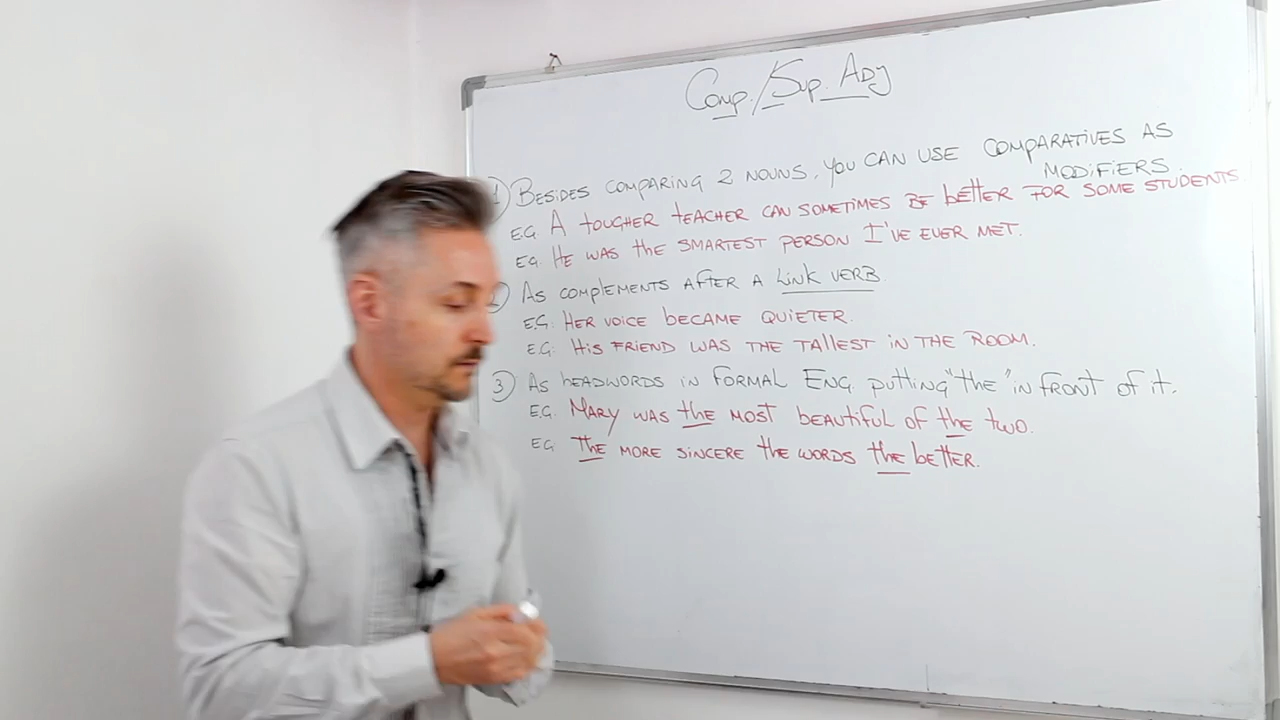 Comp./Sup. Adj
1) BESIDES COMPARING 2 NOUNS, YOU CAN USE COMPARATIVES AS
MODIFIERS.
E.G. A TOUGHER TEACHER CAN SOMETIMES BE better FOR SOME STUDENTS.
EG. HE WAS the SMARTEST PERSON I'VE EVER MET.
2) AS COMPLEMENTS AFTER A LINK VERB.
E.G: HER VOICE BECAME QUIETER.
E.G: HIS FRIEND WAS THE TALLEST IN THE ROOM.
3) AS HEADWORDS IN FORMAL ENG. putting "the" in front of it.
E.G. MARY WAS the MOST beautiful of the two.
EG. The MORE SINCERE the WORDS the better.